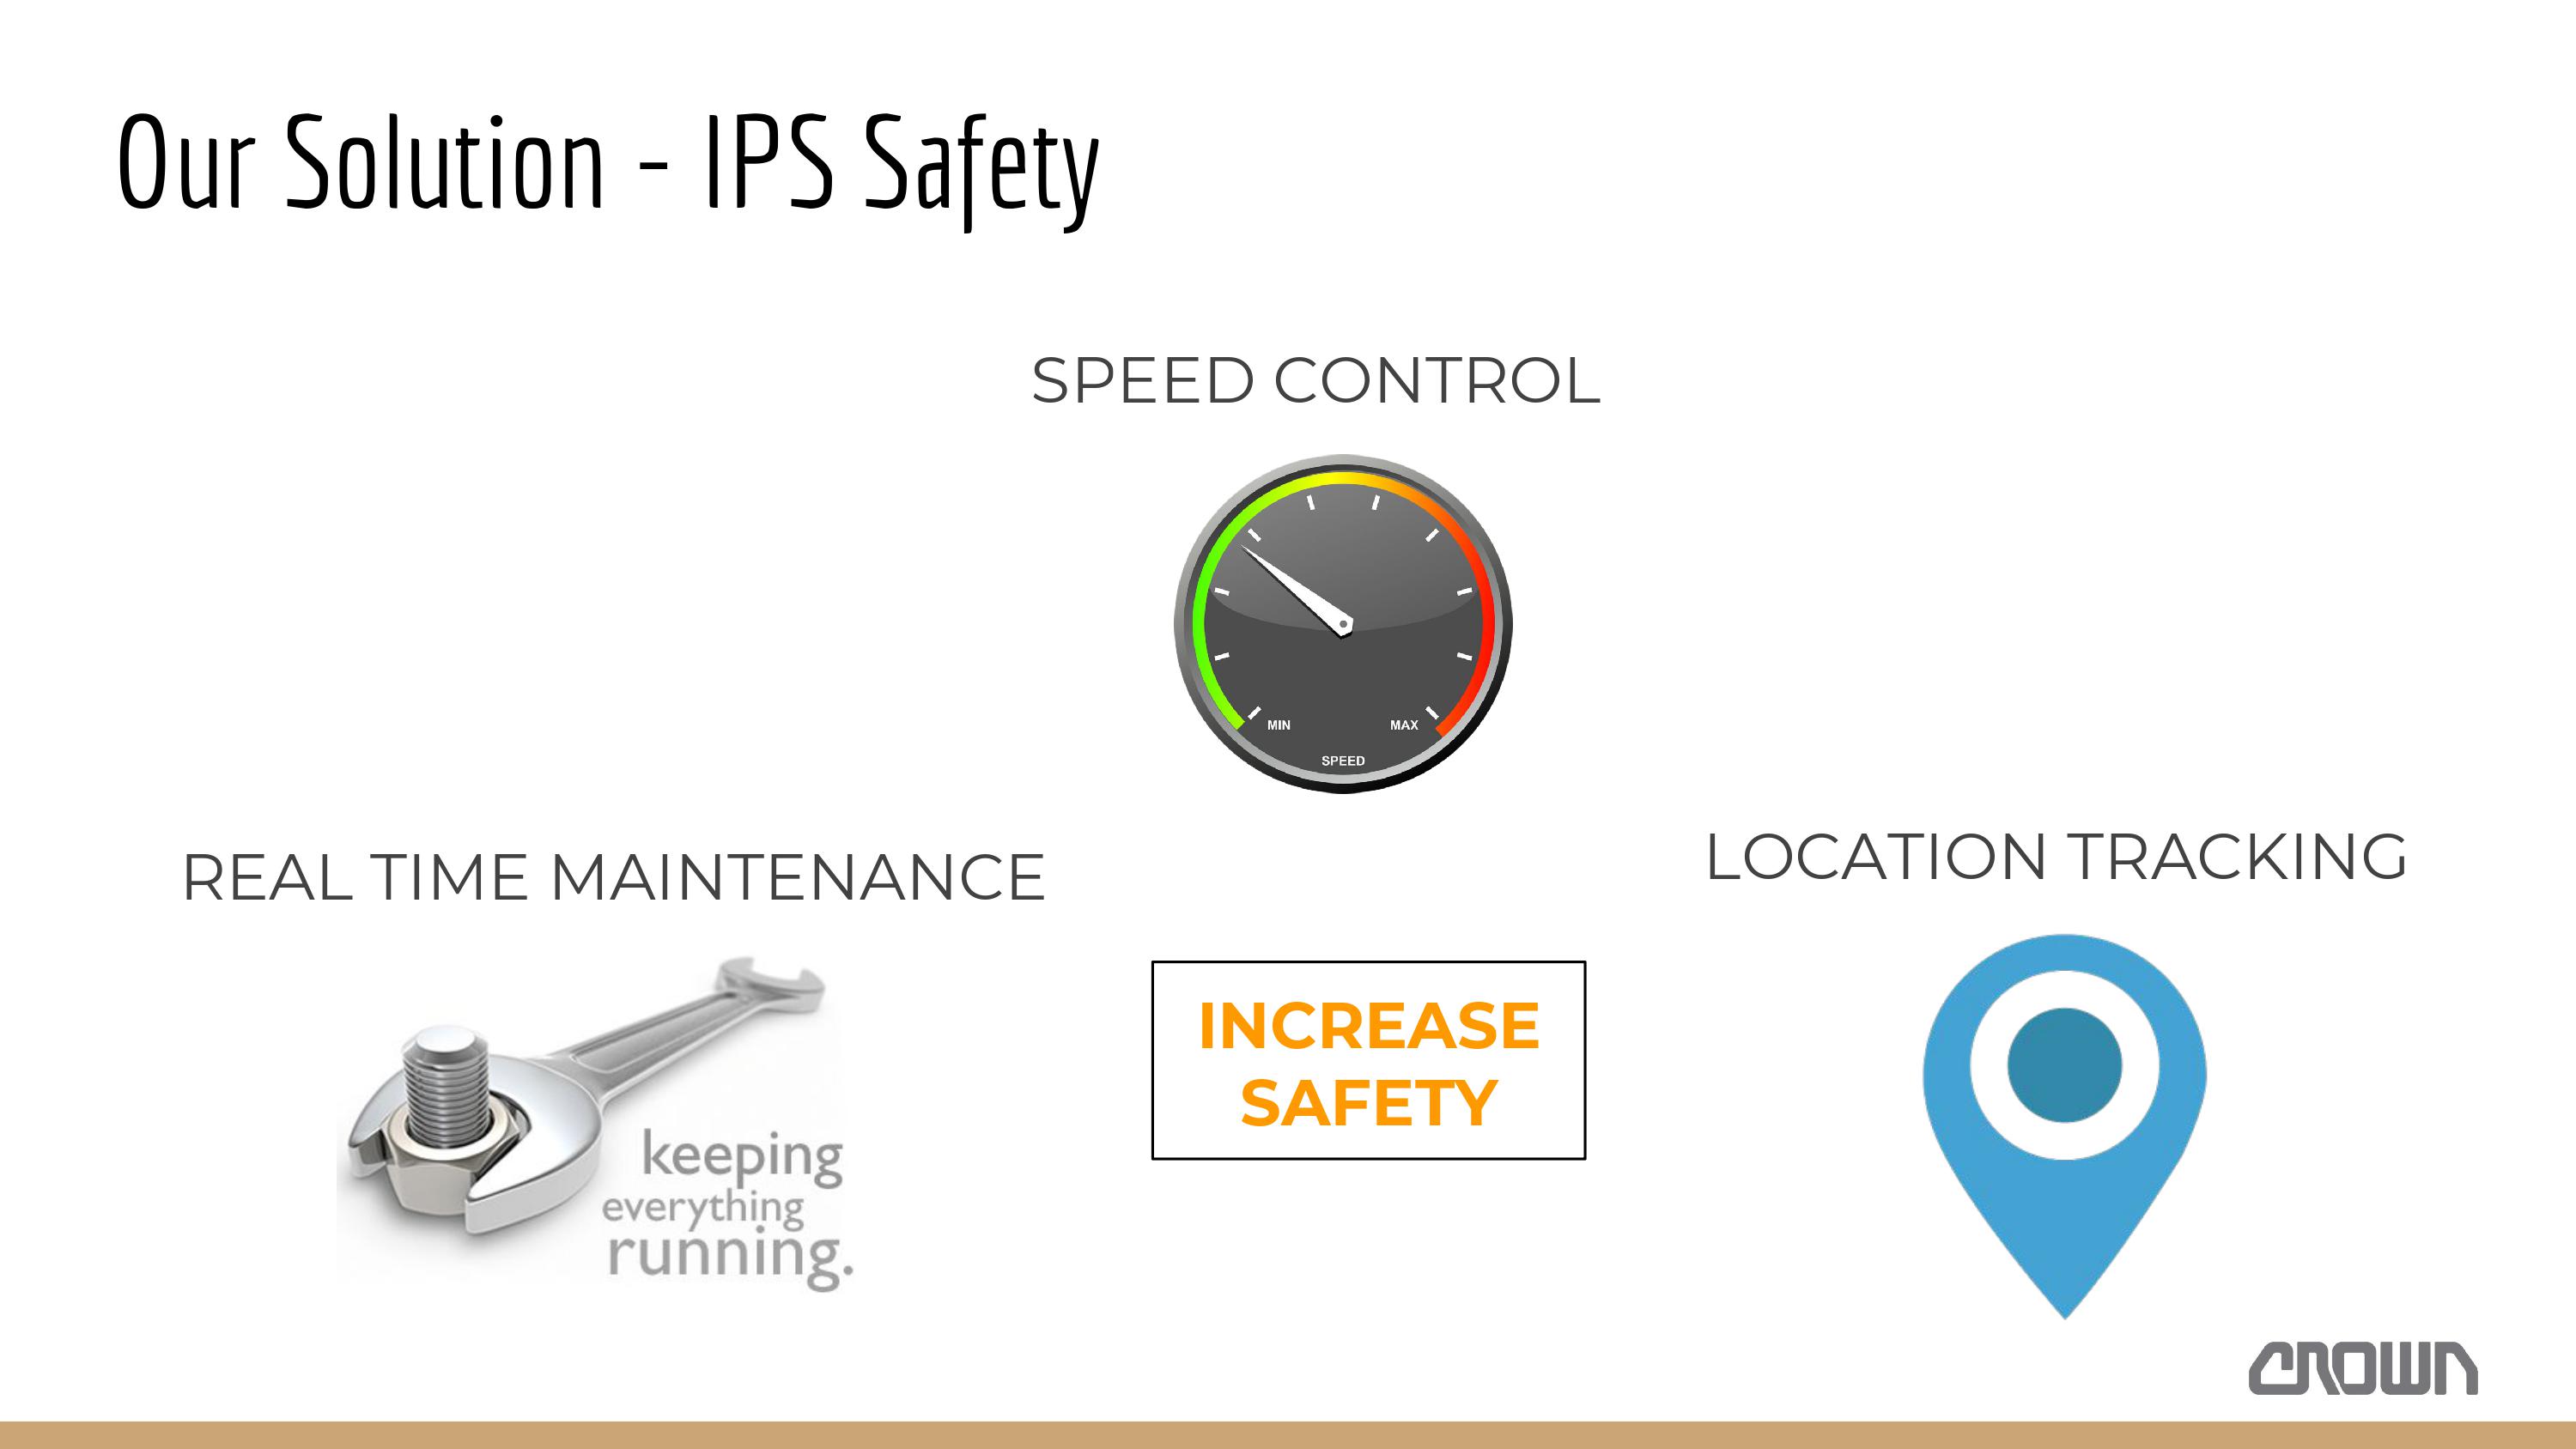 Our Solution - IPS Safety
SPEED CONTROL
MIN
MAX
SPEED
REAL TIME MAINTENANCE
keeping
everything
running.
INCREASE
SAFETY
LOCATION TRACKING
CROWN